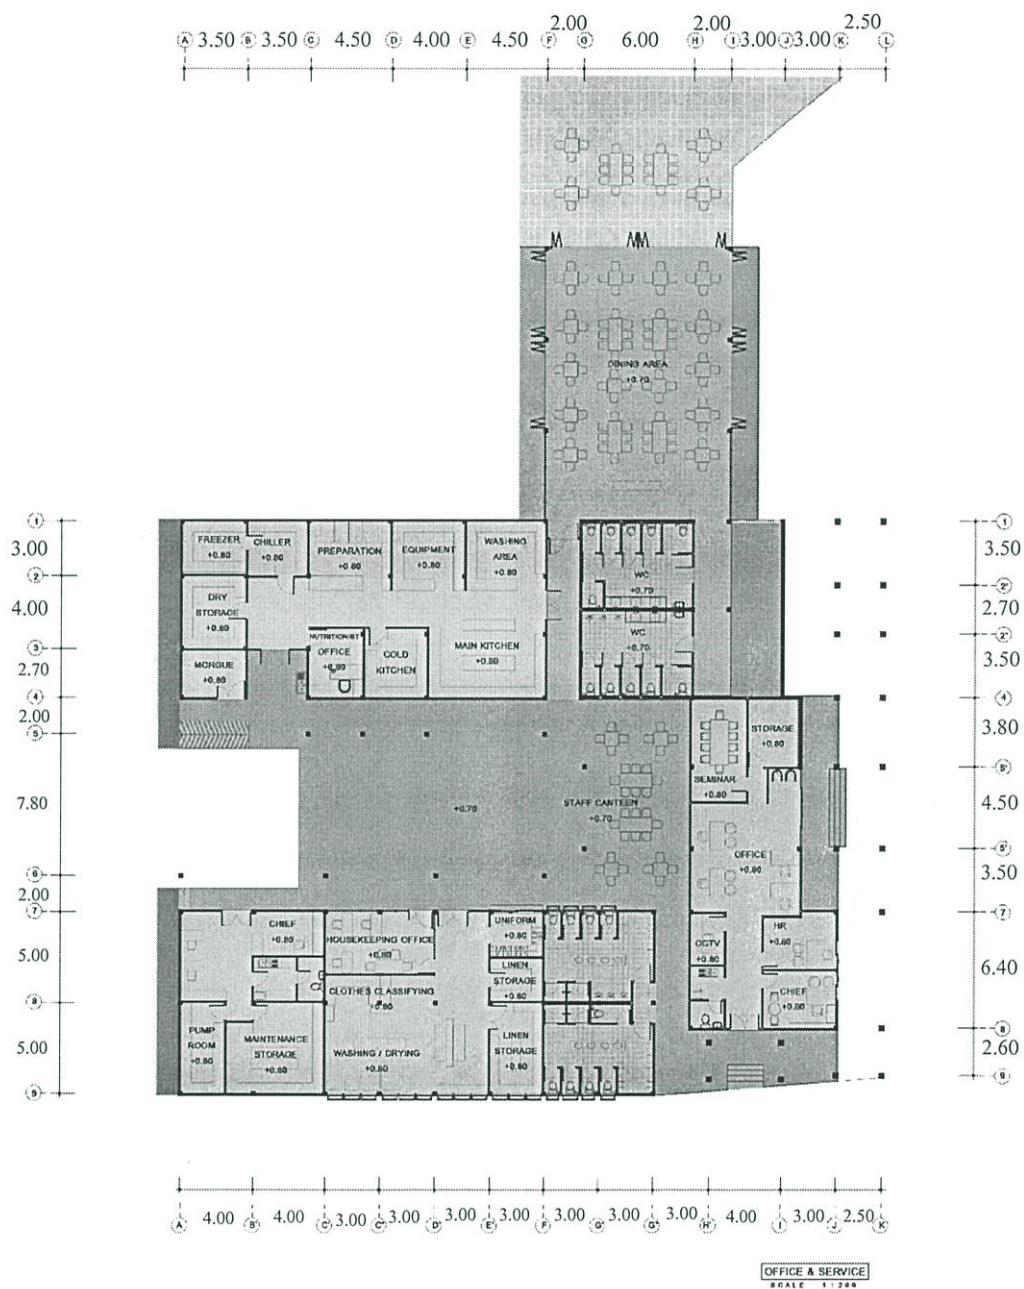 2.00 2.00 2.50
3.50 3.50 4.50 4.00 4.50 6.00 3.00 3.00
A B C D E F G H I J K L
DINING AREA
+0.70
1 1
3.00 3.50
FREEZER
+0.80
CHILLER
+0.80
PREPARATION
+0.80
EQUIPMENT
+0.80
WASHING
AREA
+0.80
WC
+0.70
2 2'
4.00 2.70
DRY
STORAGE
+0.80
NUTRITIONIST
OFFICE
+0.80
COLD
KITCHEN
MAIN KITCHEN
+0.80
WC
+0.70
3 2"
2.70 3.50
MORGUE
+0.80
4 4
2.00 3.80
STORAGE
+0.80
5 5'
SEMINAR
+0.80
7.80 4.50
+0.70
STAFF CANTEEN
+0.70
OFFICE
+0.80
5'
6
2.00 3.50
7 7
CHIEF
+0.80
HOUSEKEEPING OFFICE
+0.80
UNIFORM
+0.80
CCTV
+0.80
HR
+0.80
5.00 6.40
CLOTHES CLASSIFYING
+0.80
LINEN
STORAGE
+0.80
CHIEF
+0.80
8 8
PUMP
ROOM
+0.80
MAINTENANCE
STORAGE
+0.80
WASHING / DRYING
+0.80
LINEN
STORAGE
+0.80
5.00 2.60
9 9
4.00 4.00 3.00 3.00 3.00 3.00 3.00 3.00 3.00 4.00 3.00 2.50
A B' C' C" D' E' F G' G" H' I J K
OFFICE & SERVICE
SCALE 1:200